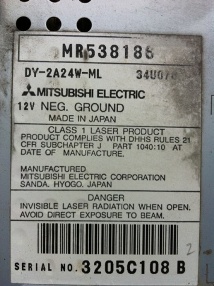 MR538186
DY-2A24W-ML 34U07
MITSUBISHI ELECTRIC
12V NEG. GROUND
MADE IN JAPAN
CLASS 1 LASER PRODUCT
PRODUCT COMPLIES WITH DHHS RULES 21
CFR SUBCHAPTER J PART 1040:10 AT
DATE OF MANUFACTURE.
MANUFACTURED
MITSUBISHI ELECTRIC CORPORATION
SANDA, HYOGO, JAPAN
DANGER
INVISIBLE LASER RADIATION WHEN OPEN.
AVOID DIRECT EXPOSURE TO BEAM.
2
SERIAL NO. 3205C108 B